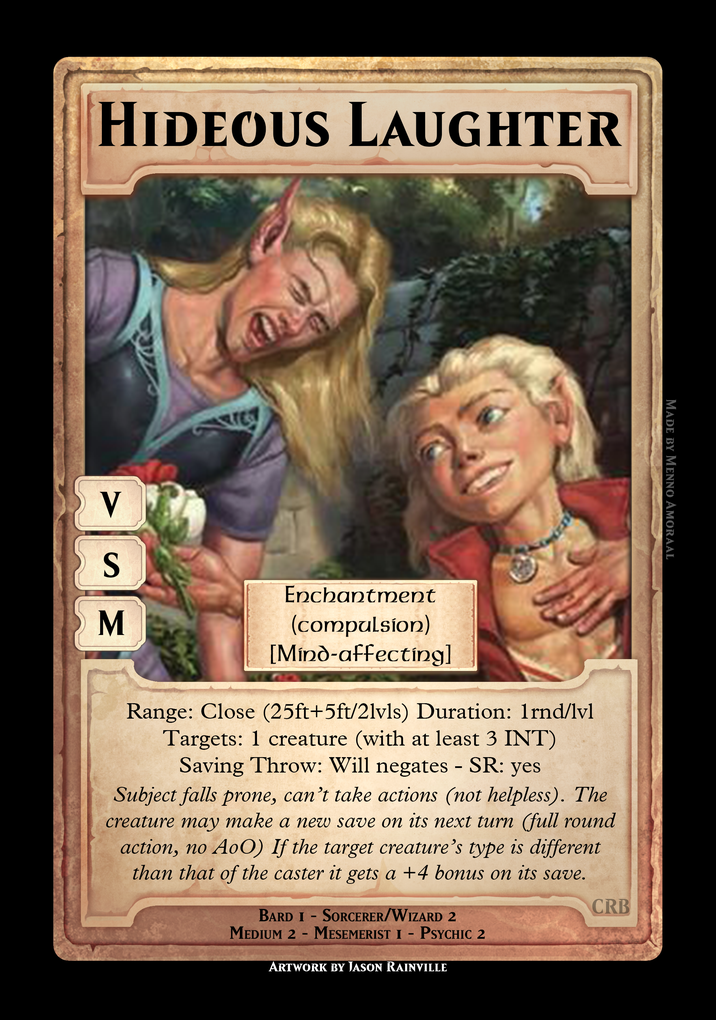 Hideous Laughter
V
S
M
Enchantment
(compulsion)
[Mind-affecting]
Range: Close (25ft+5ft/2lvls) Duration: 1rnd/lvl
Targets: 1 creature (with at least 3 INT)
Saving Throw: Will negates - SR: yes
Subject falls prone, can't take actions (not helpless). The
creature may make a new save on its next turn (full round
action, no AoO) If the target creature's type is different
than that of the caster it gets a +4 bonus on its save.
CRB
Bard 1 - Sorcerer/Wizard 2
Medium 2 - Mesemerist 1 - Psychic 2
Artwork by Jason Rainville
Made by Menno Amoraal